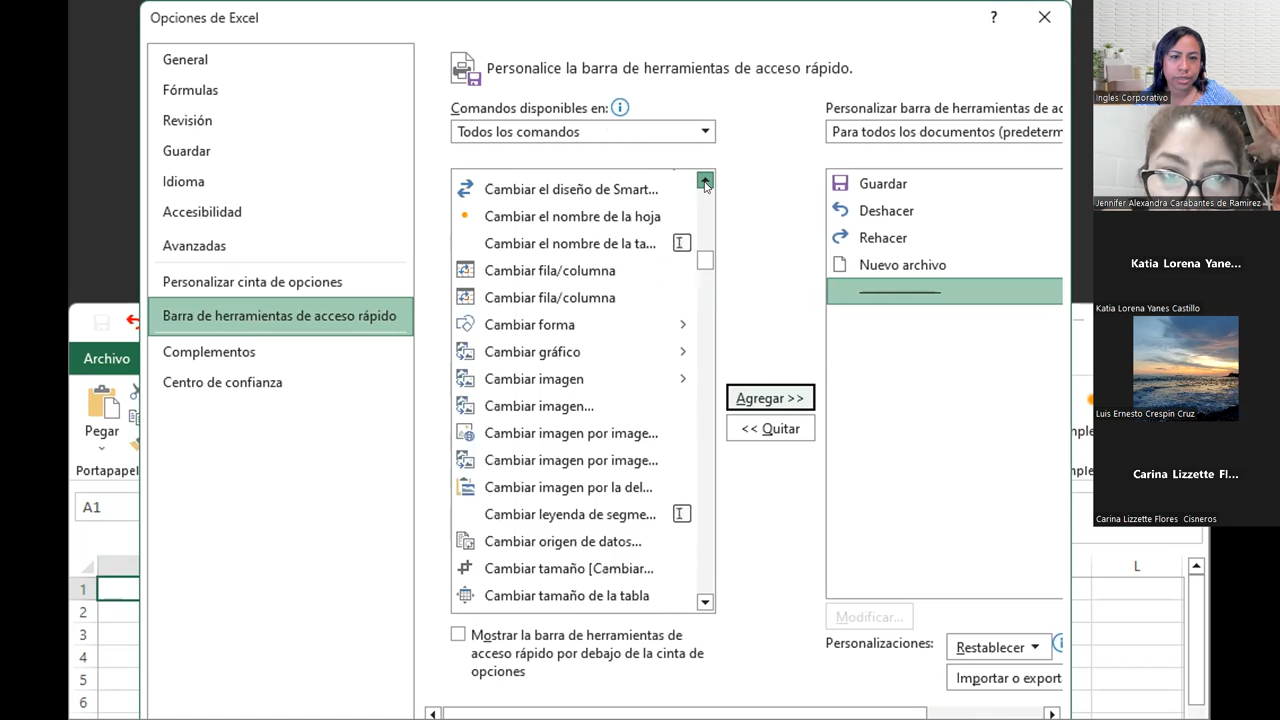 Opciones de Excel
?
General
Fórmulas
Revisión
Guardar
Idioma
Accesibilidad
Avanzadas
Personalizar cinta de opciones
Barra de herramientas de acceso rápido
Complementos
Centro de confianza
Personalice la barra de herramientas de acceso rápido.
Comandos disponibles en:
Todos los comandos
Cambiar el diseño de Smart...
Cambiar el nombre de la hoja
Cambiar el nombre de la ta...
Cambiar fila/columna
Cambiar fila/columna
Cambiar forma
Cambiar gráfico
Cambiar imagen
Cambiar imagen...
Cambiar imagen por image...
Cambiar imagen por image...
Cambiar imagen por la del...
Cambiar leyenda de segme...
Cambiar origen de datos...
Cambiar tamaño [Cambiar...
Cambiar tamaño de la tabla
Mostrar la barra de herramientas de
acceso rápido por debajo de la cinta de
opciones
Agregar >>
<< Quitar
Personalizar barra de herramientas de ac
Para todos los documentos (predeterm
Guardar
Deshacer
Rehacer
Nuevo archivo
Modificar...
Personalizaciones:
Restablecer
Importar o export
Archivo
Pegar
Portapapel
A1
1
2
3
4
5
6
L
Ingles Corporativo
Jennifer Alexandra Carabantes de Ramirez
Katia Lorena Yane...
Katia Lorena Yanes Castillo
Luis Ernesto Crespin Cruz
Carina Lizzette Fl...
Carina Lizzette Flores Cisneros